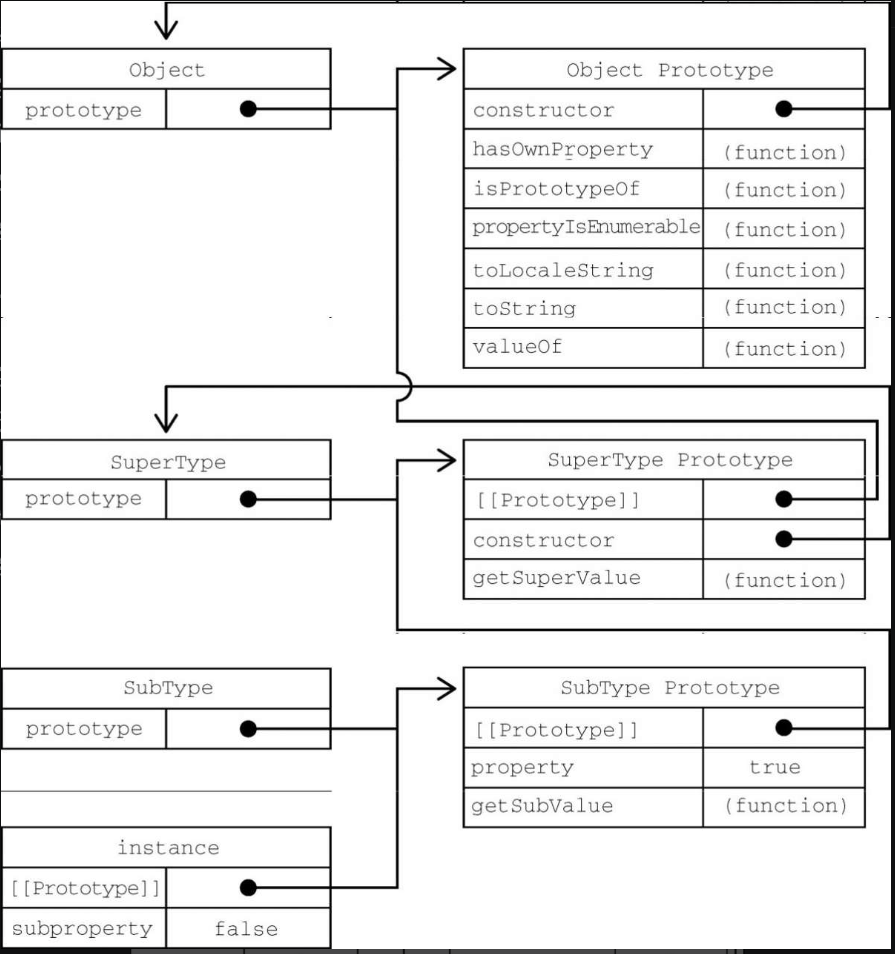 Object
prototype
Object Prototype
constructor
hasOwnProperty (function)
isPrototypeOf (function)
propertyIsEnumerable (function)
toLocaleString (function)
toString (function)
valueOf (function)
SuperType
prototype
SuperType Prototype
[[Prototype]]
constructor
getSuperValue (function)
SubType
prototype
SubType Prototype
[[Prototype]]
property true
getSubValue (function)
instance
[[Prototype]]
subproperty false